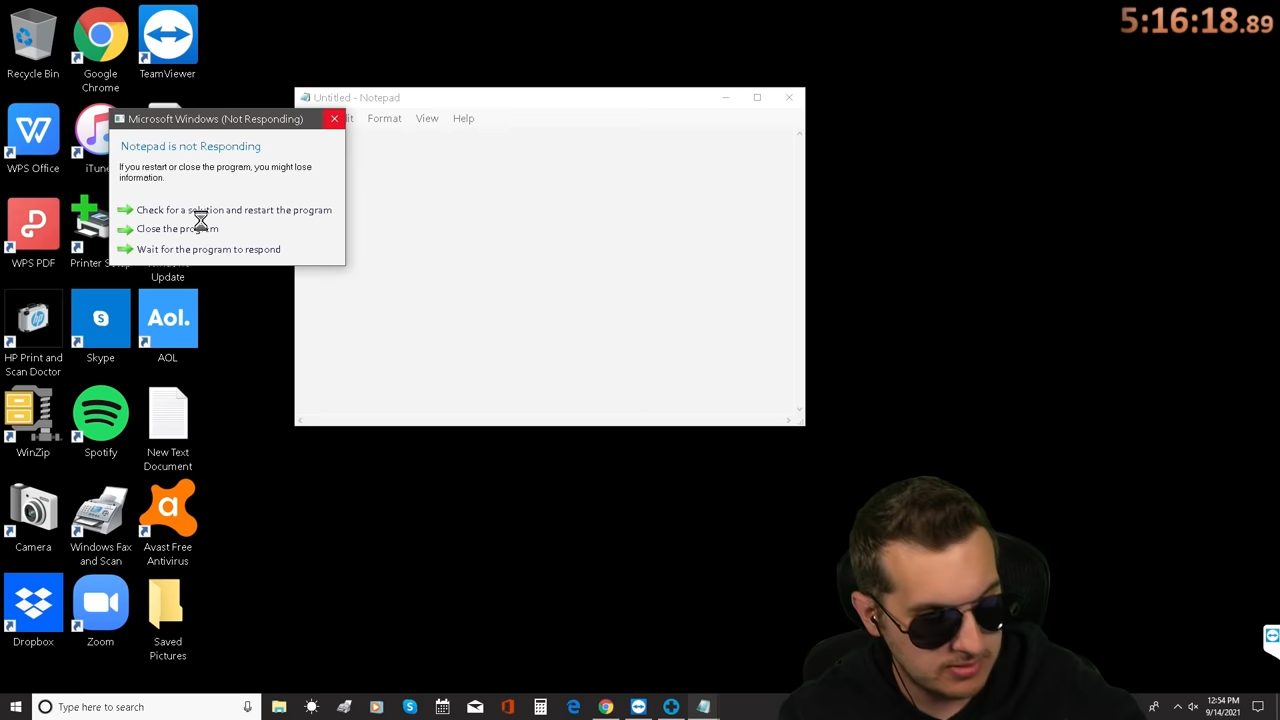 5:16:18.89
Recycle Bin
Google
Chrome
TeamViewer
WPS Office
WPS PDF
Update
HP Print and
Scan Doctor
Skype
Aol.
AOL
WinZip
Spotify
New Text
Document
Camera
Windows Fax
and Scan
Avast Free
Antivirus
Dropbox
Zoom
Saved
Pictures
Untitled - Notepad
Format View Help
Microsoft Windows (Not Responding)
Notepad is not Responding
If you restart or close the program, you might lose
information.
Check for a solution and restart the program
Close the program
Wait for the program to respond
Type here to search
12:54 PM
9/14/2021